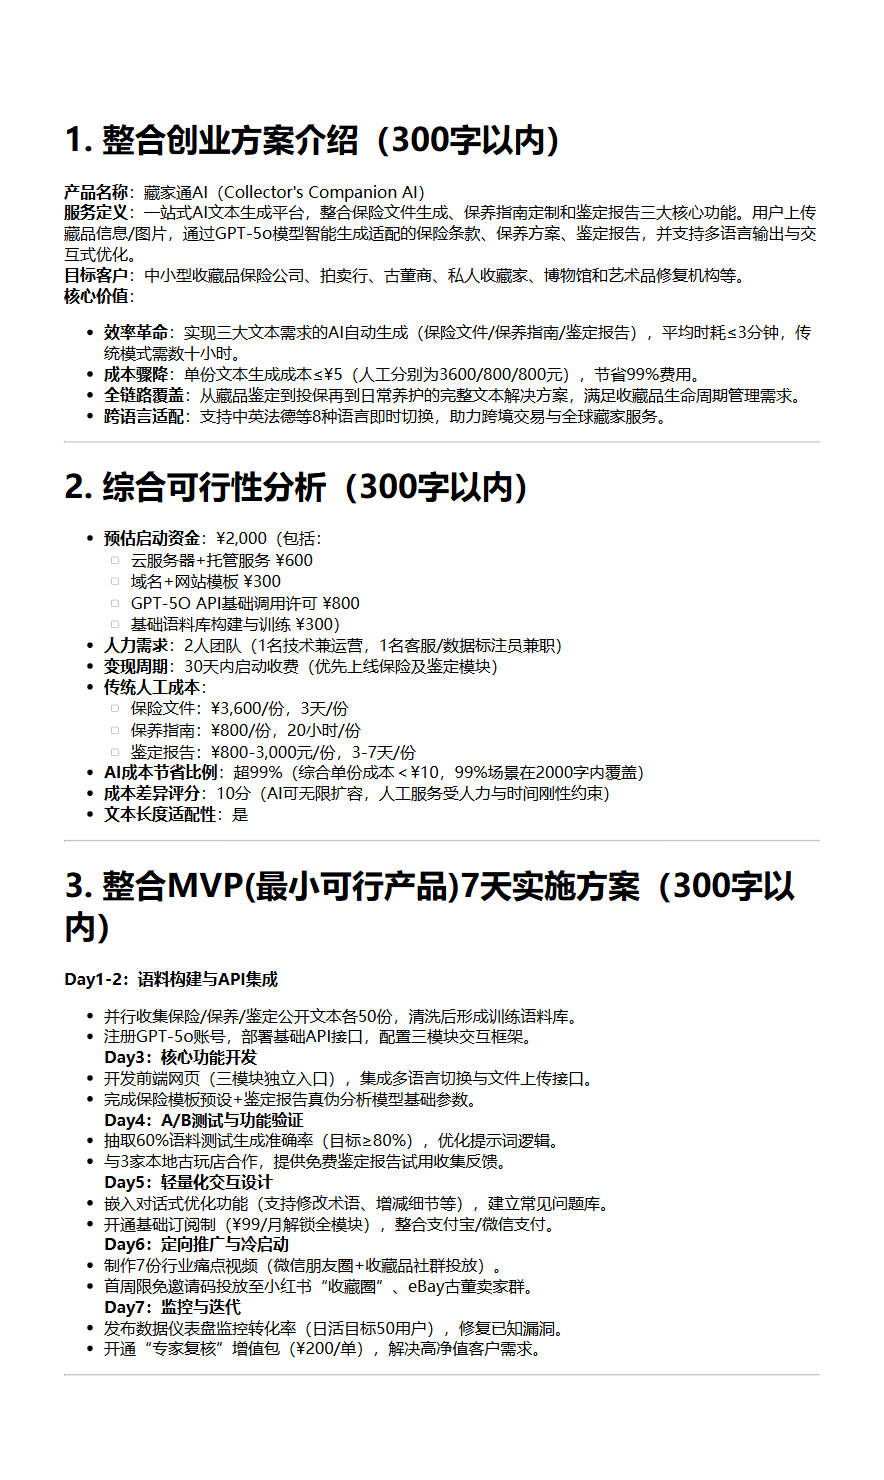 1. 整合创业方案介绍（300字以内）
产品名称：藏家通AI（Collector's Companion AI）
服务定义：一站式AI文本生成平台，整合保险文件生成、保养指南定制和鉴定报告三大核心功能。用户上传
藏品信息/图片，通过GPT-5o模型智能生成适配的保险条款、保养方案、鉴定报告，并支持多语言输出与交
互式优化。
目标客户：中小型收藏品保险公司、拍卖行、古董商、私人收藏家、博物馆和艺术品修复机构等。
核心价值：
• 效率革命：实现三大文本需求的AI自动生成（保险文件/保养指南/鉴定报告），平均时耗≤3分钟，传
统模式需数十小时。
• 成本骤降：单份文本生成成本≤¥5（人工分别为3600/800/800元），节省99%费用。
• 全链路覆盖：从藏品鉴定到投保再到日常养护的完整文本解决方案，满足收藏品生命周期管理需求。
• 跨语言适配：支持中英法德等8种语言即时切换，助力跨境交易与全球藏家服务。
2. 综合可行性分析（300字以内）
• 预估启动资金：¥2,000（包括：
云服务器+托管服务 ¥600
域名+网站模板 ¥300
GPT-5O API基础调用许可 ¥800
基础语料库构建与训练 ¥300）
• 人力需求：2人团队（1名技术兼运营，1名客服/数据标注员兼职）
• 变现周期：30天内启动收费（优先上线保险及鉴定模块）
• 传统人工成本：
保险文件：¥3,600/份，3天/份
保养指南：¥800/份，20小时/份
鉴定报告：¥800-3,000元/份，3-7天/份
• AI成本节省比例：超99%（综合单份成本＜¥10，99%场景在2000字内覆盖）
• 成本差异评分：10分（AI可无限扩容，人工服务受人力与时间刚性约束）
• 文本长度适配性：是
3. 整合MVP(最小可行产品)7天实施方案（300字以
内）
Day1-2：语料构建与API集成
• 并行收集保险/保养/鉴定公开文本各50份，清洗后形成训练语料库。
• 注册GPT-5o账号，部署基础API接口，配置三模块交互框架。
Day3：核心功能开发
• 开发前端网页（三模块独立入口），集成多语言切换与文件上传接口。
• 完成保险模板预设+鉴定报告真伪分析模型基础参数。
Day4：A/B测试与功能验证
• 抽取60%语料测试生成准确率（目标≥80%），优化提示词逻辑。
• 与3家本地古玩店合作，提供免费鉴定报告试用收集反馈。
Day5：轻量化交互设计
• 嵌入对话式优化功能（支持修改术语、增减细节等），建立常见问题库。
• 开通基础订阅制（¥99/月解锁全模块），整合支付宝/微信支付。
Day6：定向推广与冷启动
• 制作7份行业痛点视频（微信朋友圈+收藏品社群投放）。
• 首周限免邀请码投放至小红书“收藏圈”、eBay古董卖家群。
Day7：监控与迭代
• 发布数据仪表盘监控转化率（日活目标50用户），修复已知漏洞。
• 开通“专家复核”增值包（¥200/单），解决高净值客户需求。